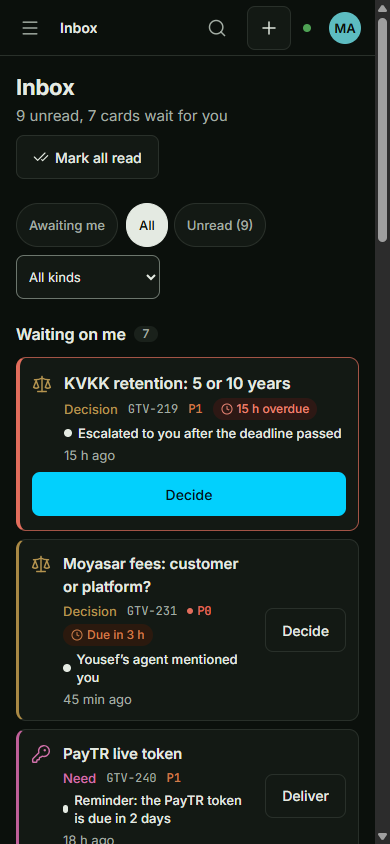 Inbox
MA
Inbox
9 unread, 7 cards wait for you
Mark all read
Awaiting me
All
Unread (9)
All kinds
Waiting on me 7
KVKK retention: 5 or 10 years
Decision GTV-219 P1 15 h overdue
Escalated to you after the deadline passed
15 h ago
Decide
Moyasar fees: customer
or platform?
Decision GTV-231 P0
Due in 3 h
Yousef's agent mentioned
you
45 min ago
Decide
PayTR live token
Need GTV-240 P1
Reminder: the PayTR token
is due in 2 days
18 h ago
Deliver